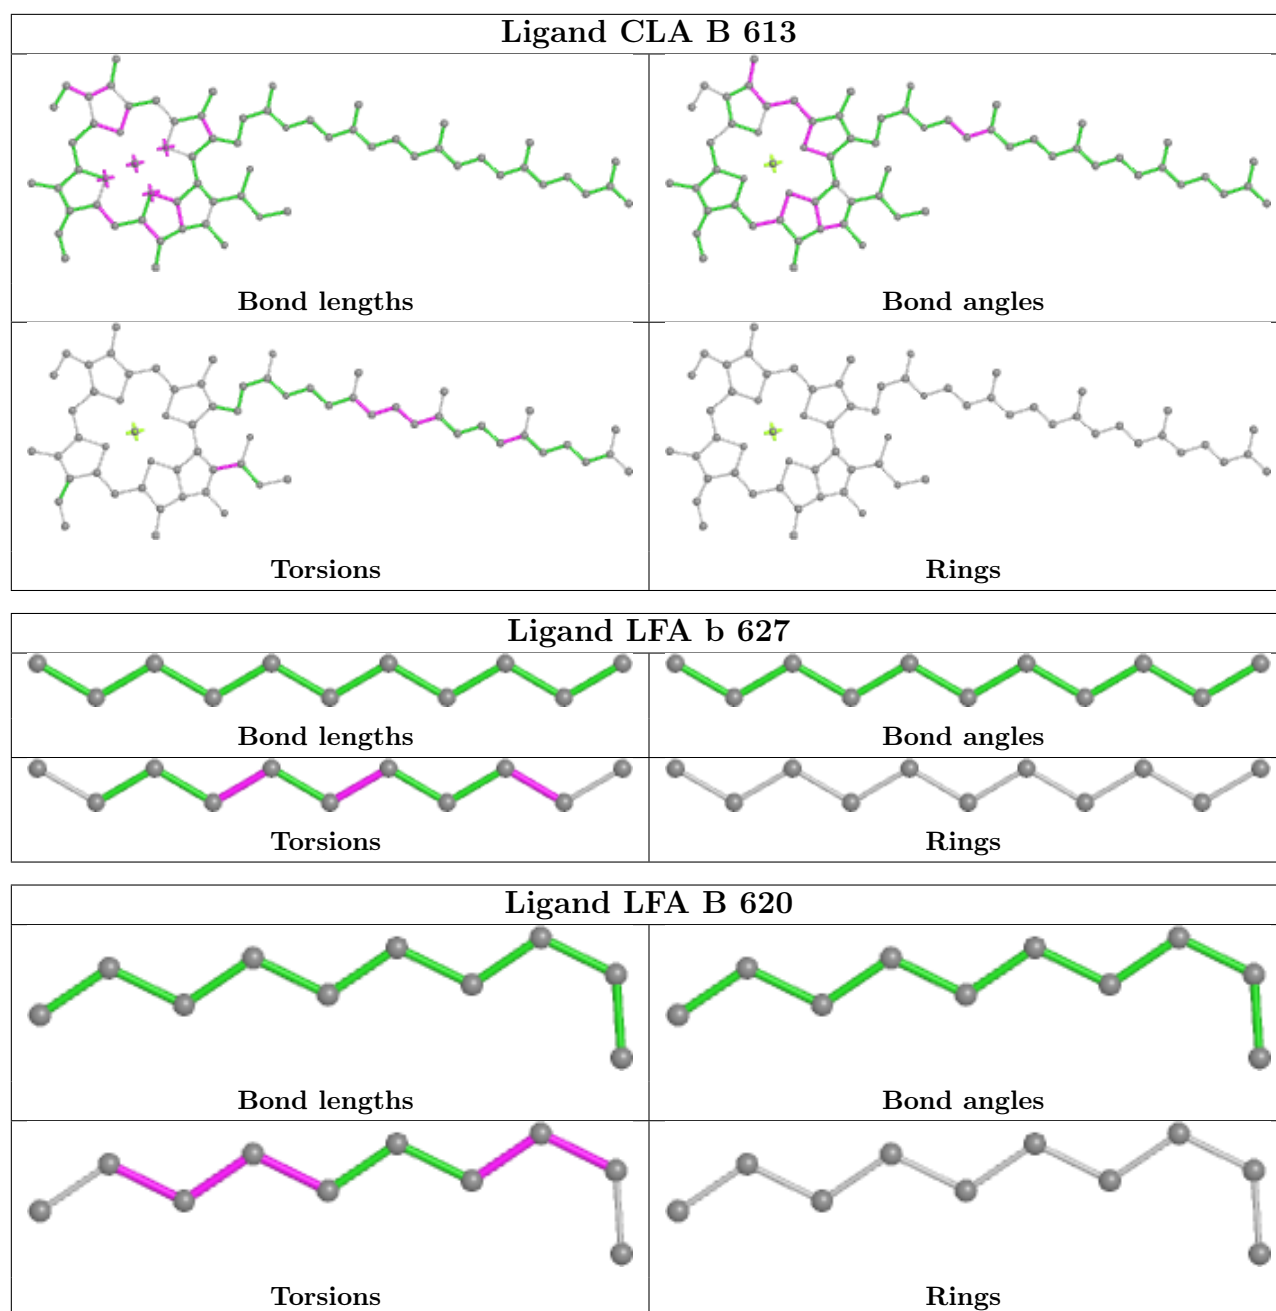 Ligand CLA B 613
Bond lengths
Bond angles
Torsions
Rings
Ligand LFA b 627
Bond lengths
Bond angles
Torsions
Rings
Ligand LFA B 620
Bond lengths
Bond angles
Torsions
Rings